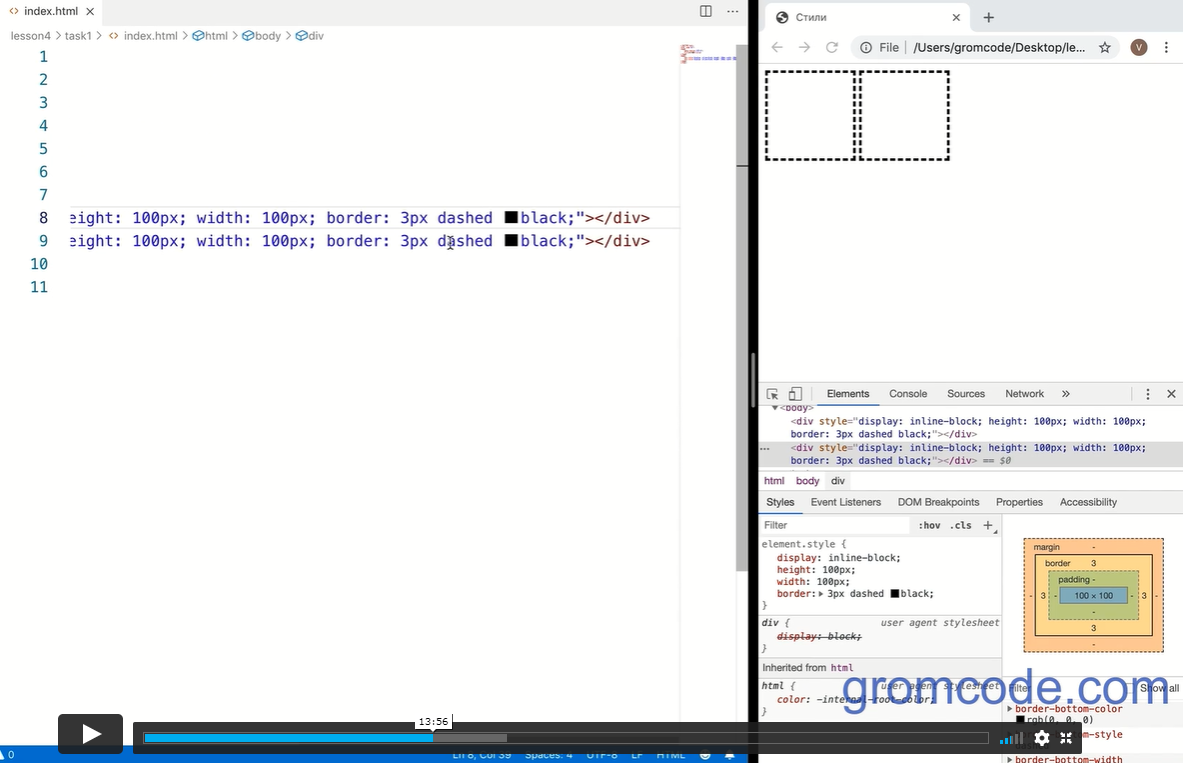 index.html
lesson4 > task1 > index.html > html > body > div
1
2
3
4
5
6
7
8 eight: 100px; width: 100px; border: 3px dashed black;"></div>
9 eight: 100px; width: 100px; border: 3px dashed black;"></div>
10
11
Стили
File | /Users/gromcode/Desktop/le... V
Elements Console Sources Network »
<body>
<div style="display: inline-block; height: 100px; width: 100px;
border: 3px dashed black;"></div>
<div style="display: inline-block; height: 100px; width: 100px;
border: 3px dashed black;"></div> == $0
html body div
Styles Event Listeners DOM Breakpoints Properties Accessibility
Filter :hov .cls +
element.style {
display: inline-block;
height: 100px;
width: 100px;
border: 3px dashed black;
}
div { user agent stylesheet
display: block;
}
Inherited from html
html { user agent stylesheet
color: -internal-root-color;
}
margin -
border 3
padding -
- 3 - 100 × 100 - 3 -
-
3
-
Filter Show all
border-bottom-color
rgb(0, 0, 0)
-style
border-bottom-width
gromcode.com
13:56
0 Ln 8, Col 39 Spaces: 4 UTF-8 LF HTML